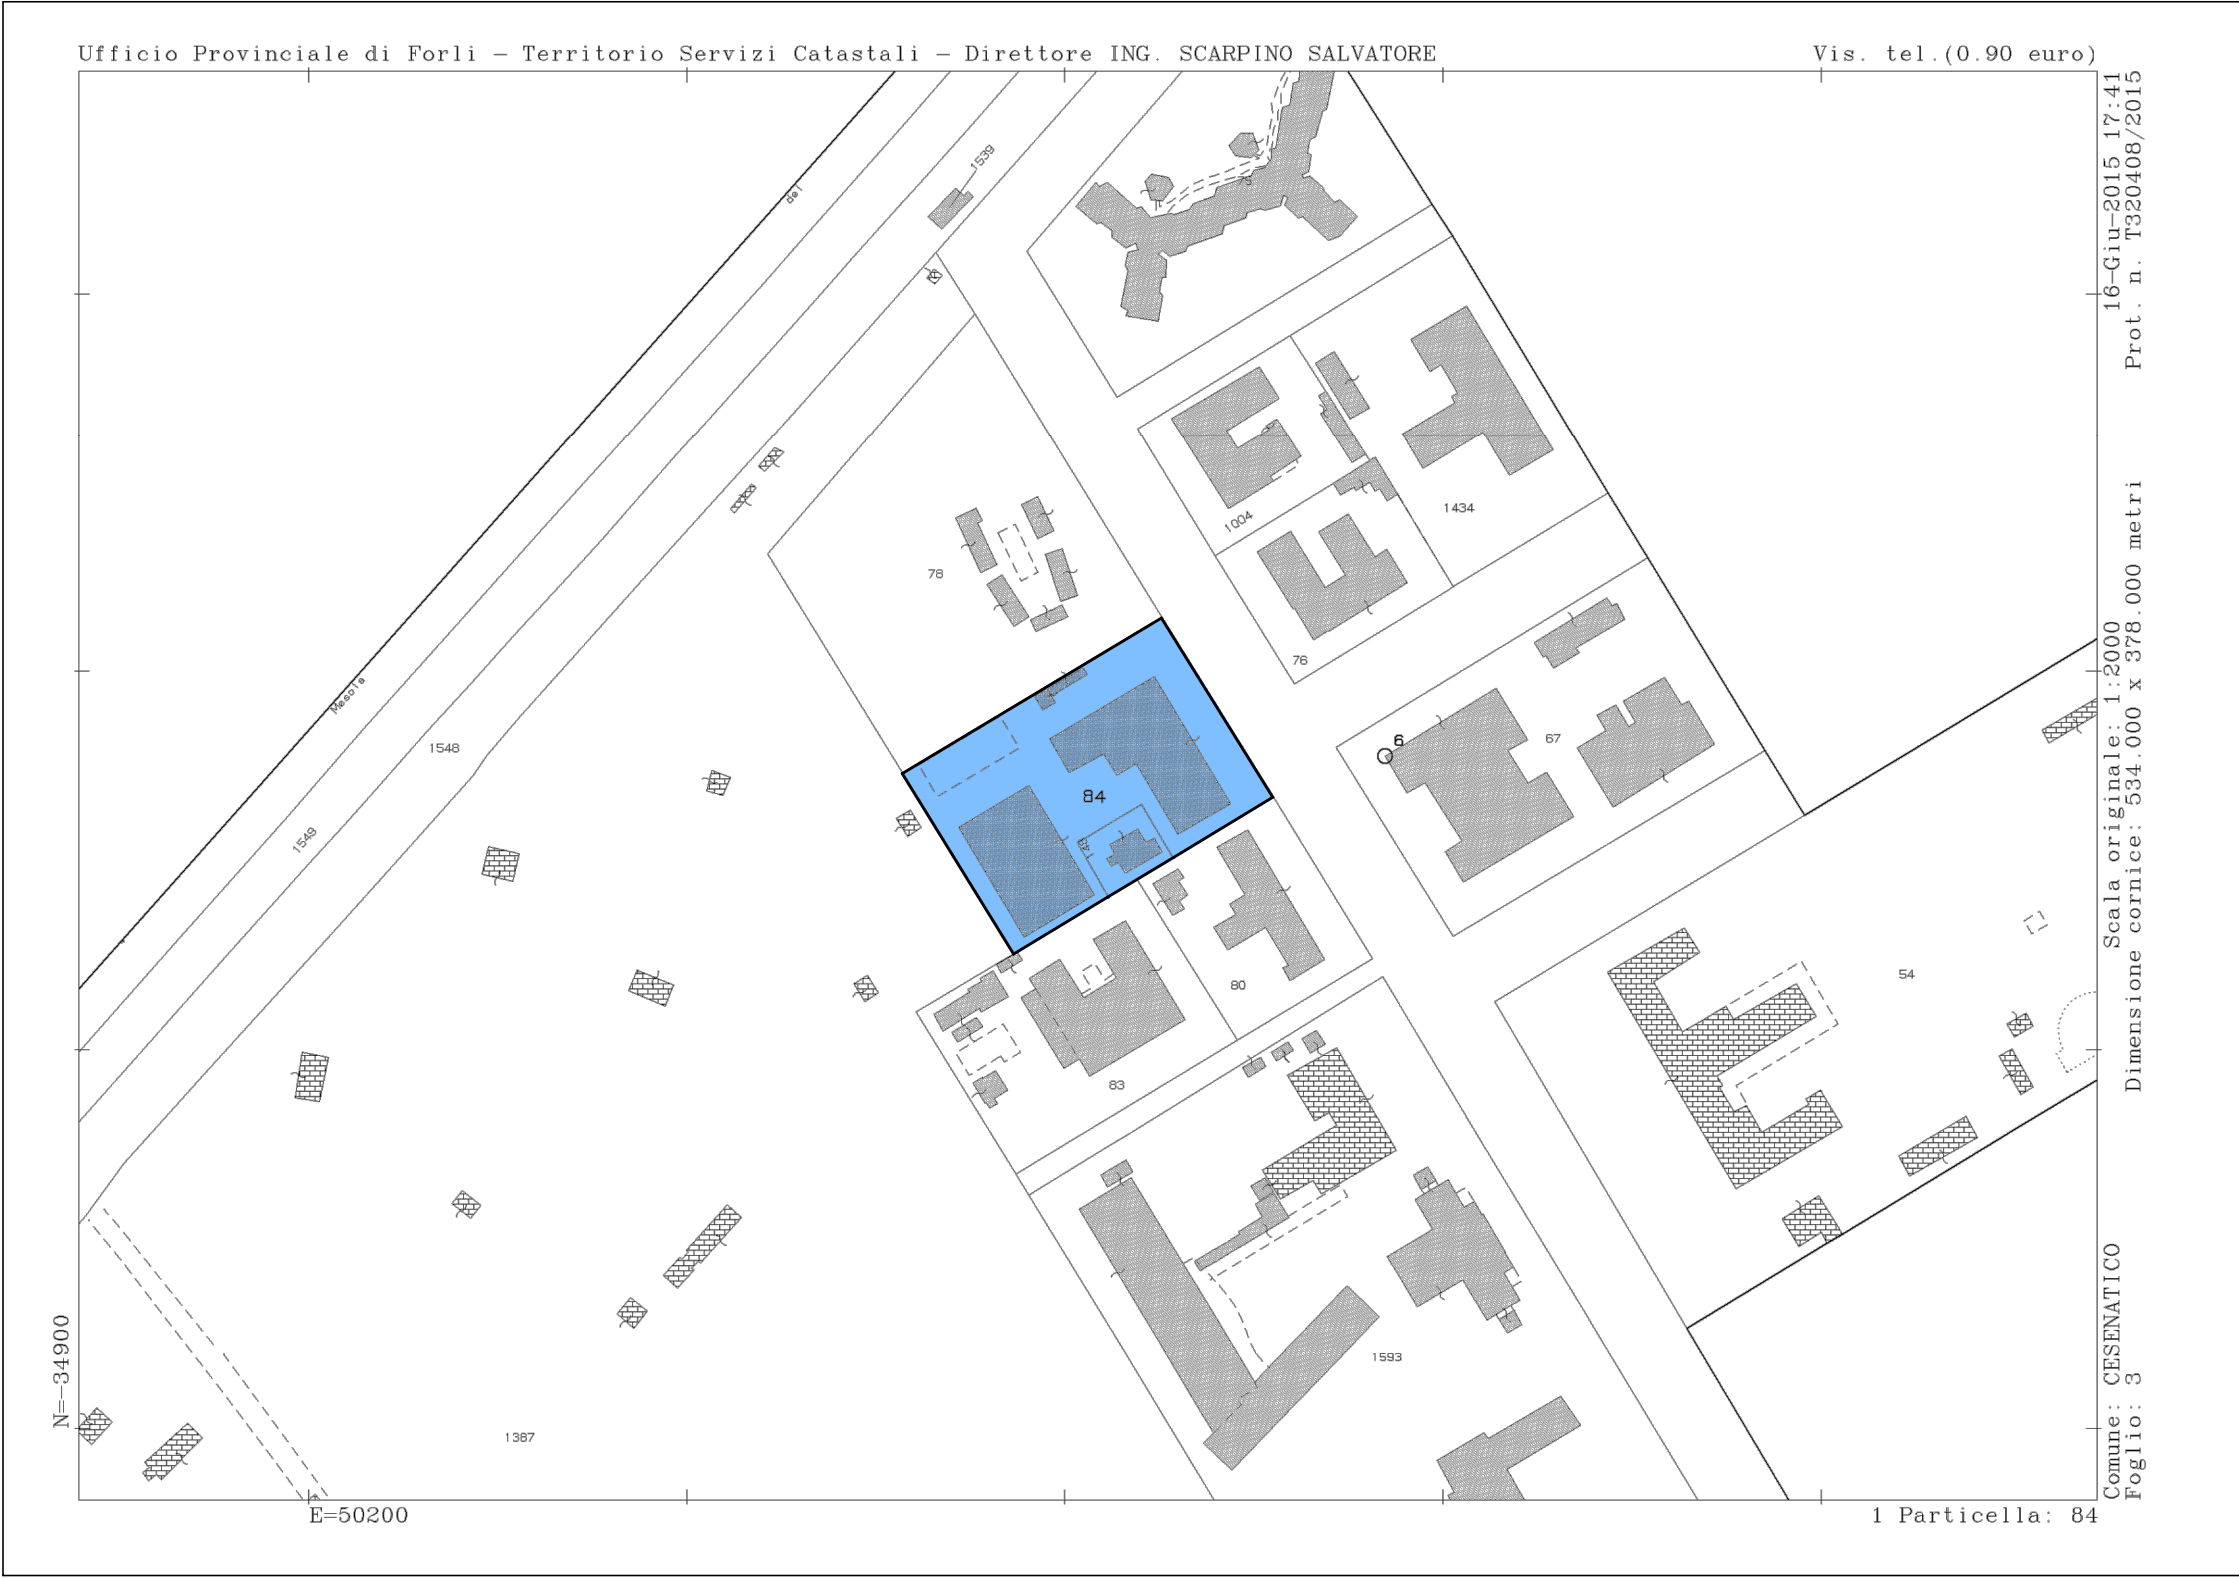 Ufficio Provinciale di Forli - Territorio Servizi Catastali - Direttore ING. SCARPINO SALVATORE
Vis. tel.(0.90 euro)
16-Giu-2015 17:41
Prot. n. T320408/2015
Scala originale: 1:2000
Dimensione cornice: 534.000 x 378.000 metri
Comune: CESENATICO
Foglio: 3
1 Particella: 84
E=50200
N=-34900
1539
del
75
1004
1434
78
76
Mesola
1548
6
67
84
1549
80
54
83
1593
1387